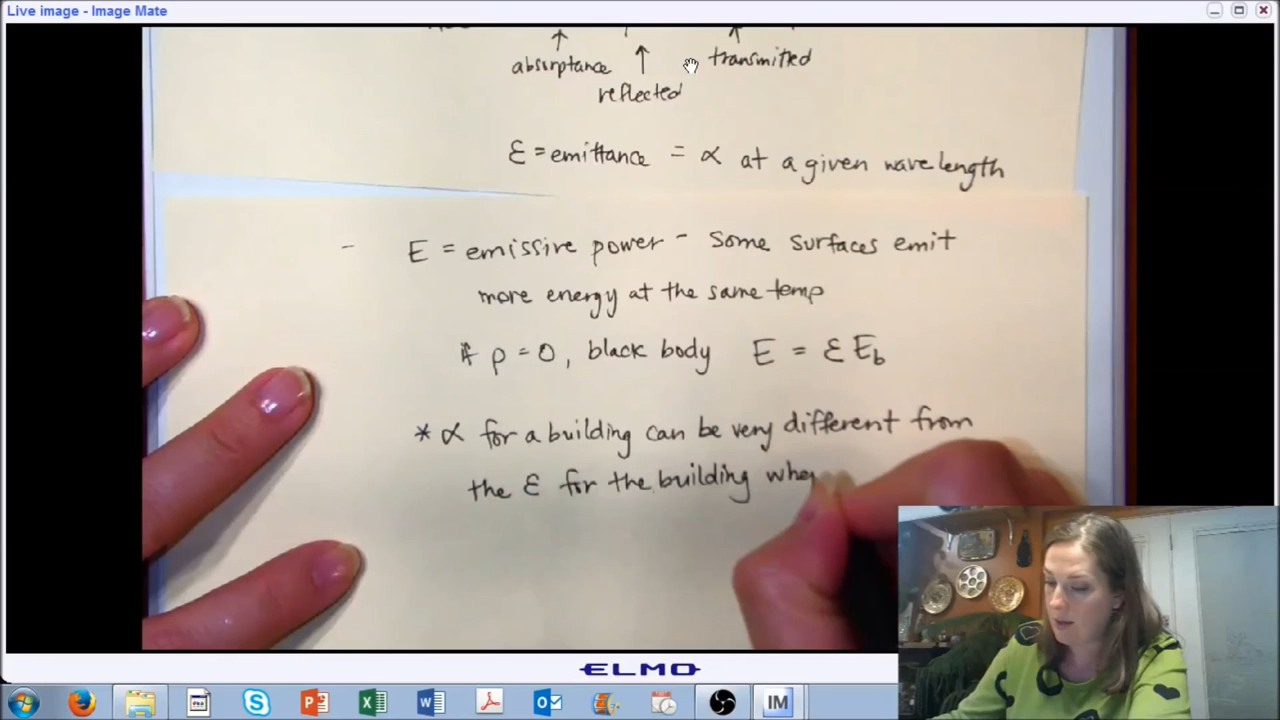 Live image - Image Mate
absorptance
transmitted
reflected
ε = emittance = α at a given wavelength
- E = emissive power - some surfaces emit
more energy at the same temp
if ρ = 0, black body E = ε E_b
* α for a building can be very different from
the ε for the building whe
ELMO
IM